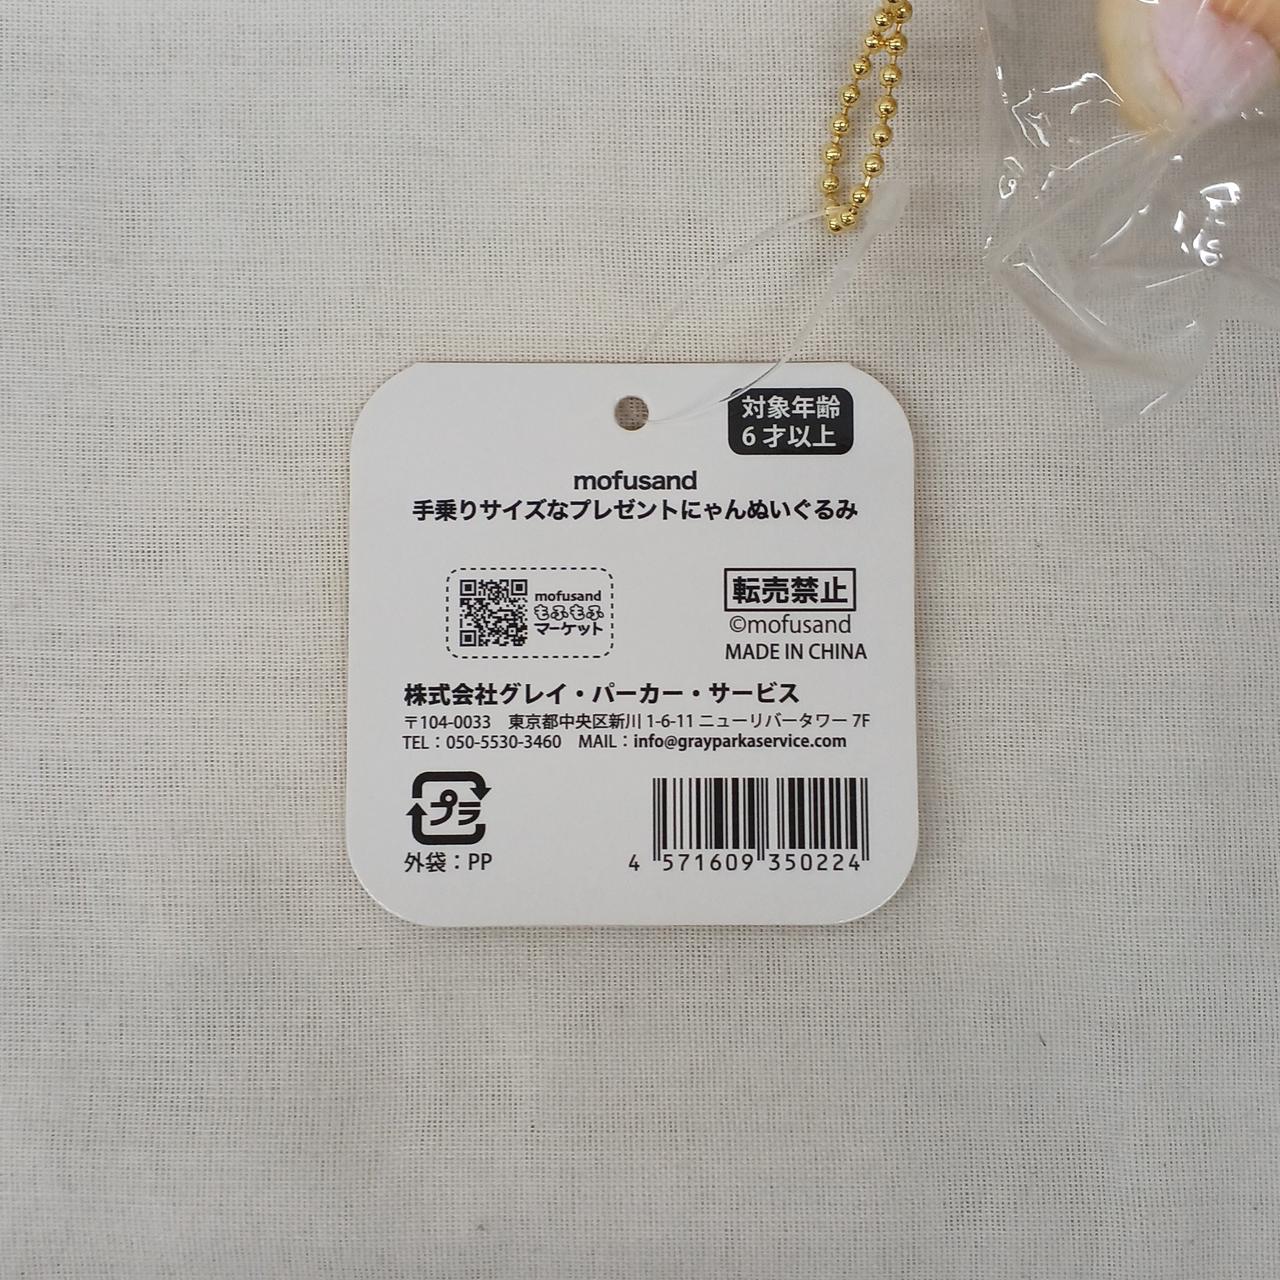 対象年齢
6才以上
mofusand
手乗りサイズなプレゼントにゃんぬいぐるみ
mofusand
もふもふ
マーケット
転売禁止
©mofusand
MADE IN CHINA
株式会社グレイ・パーカー・サービス
〒104-0033 東京都中央区新川 1-6-11 ニューリバータワー 7F
TEL：050-5530-3460 MAIL：info@grayparkaservice.com
プラ
外袋：PP
4 571609 350224